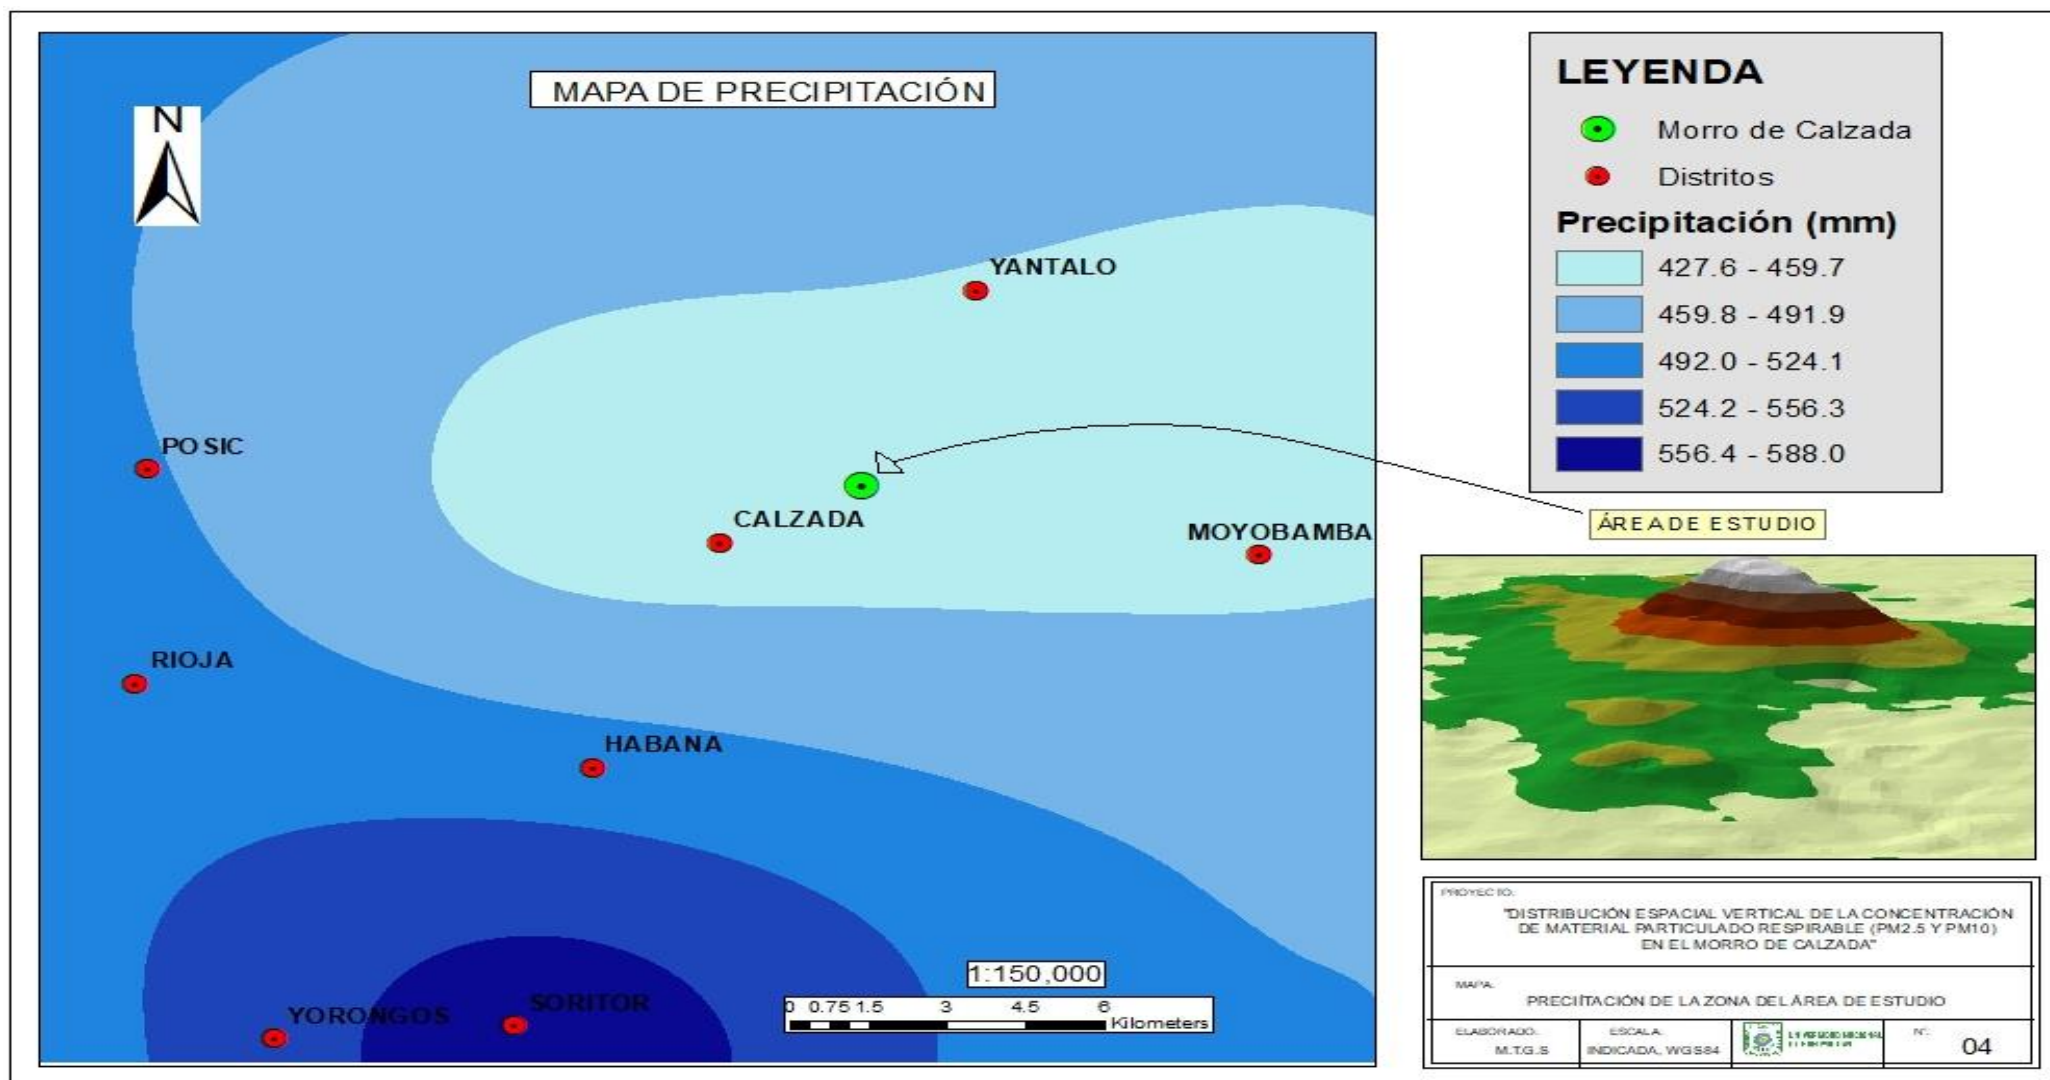 MAPA DE PRECIPITACIÓN
N
YANTALO
POSIC
CALZADA
MOYOBAMBA
RIOJA
HABANA
YORONGOS
SORITOR
1:150,000
0 0.75 1.5 3 4.5 6
Kilometers
LEYENDA
Morro de Calzada
Distritos
Precipitación (mm)
427.6 - 459.7
459.8 - 491.9
492.0 - 524.1
524.2 - 556.3
556.4 - 588.0
ÁREA DE ESTUDIO
PROYECTO:
"DISTRIBUCIÓN ESPACIAL VERTICAL DE LA CONCENTRACIÓN
DE MATERIAL PARTICULADO RESPIRABLE (PM2.5 Y PM10)
EN EL MORRO DE CALZADA"
MAPA:
PRECIITACIÓN DE LA ZONA DEL ÁREA DE ESTUDIO
ELABORADO:
M.T.G.S
ESCALA:
INDICADA, WGS84
N°:
04